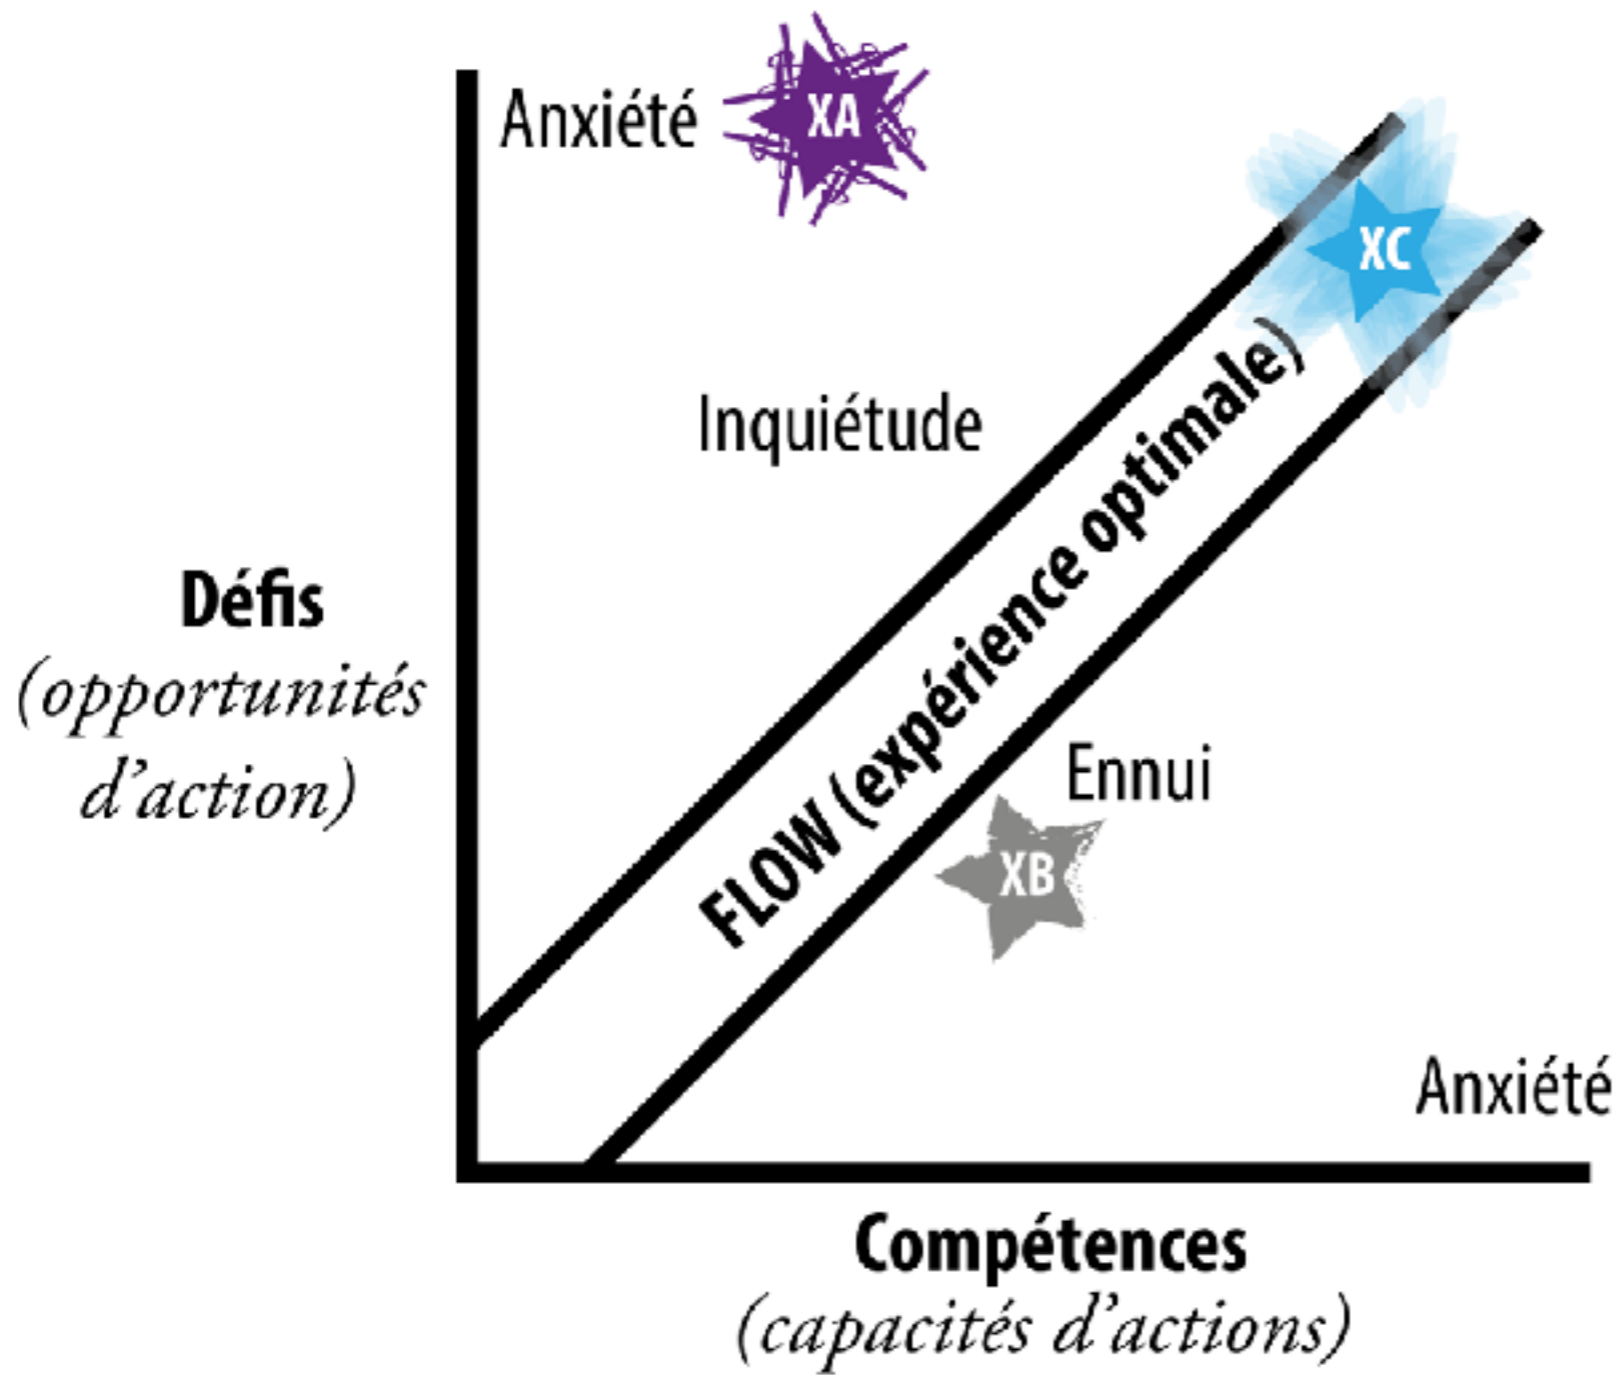 Anxiété
XA
XC
Inquiétude
FLOW (expérience optimale)
Défis
(opportunités
d’action)
Ennui
XB
Anxiété
Compétences
(capacités d’actions)